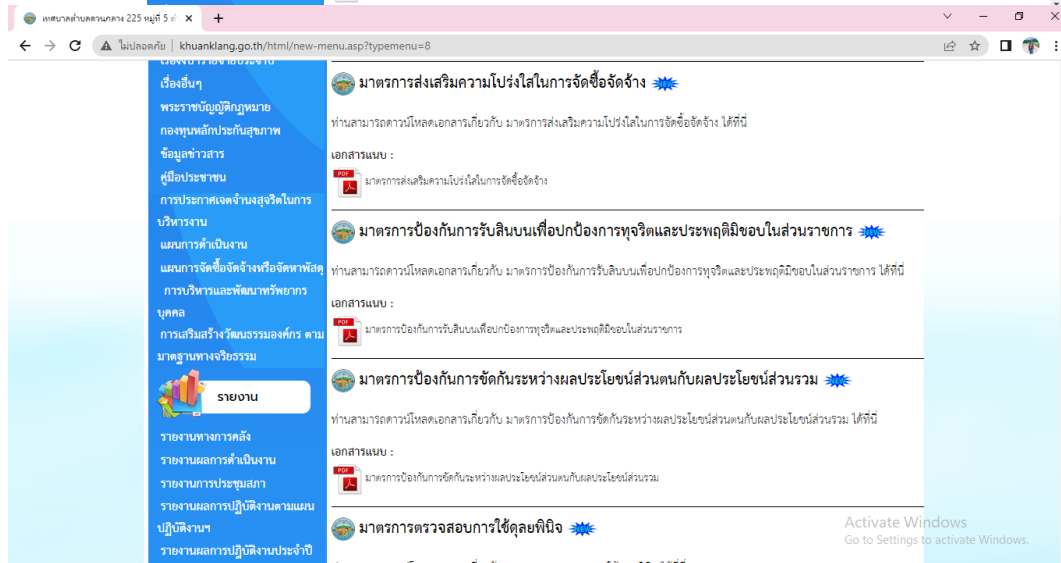 เทศบาลตำบลควนกลาง 225 หมู่ที่ 5
ไม่ปลอดภัย | khuanklang.go.th/html/new-menu.asp?typemenu=8
เรื่องอื่นๆ
พระราชบัญญัติกฎหมาย
กองทุนหลักประกันสุขภาพ
ข้อมูลข่าวสาร
คู่มือประชาชน
การประกาศเจตจำนงสุจริตในการ
บริหารงาน
แผนการดำเนินงาน
แผนการจัดซื้อจัดจ้างหรือจัดหาพัสดุ
การบริหารและพัฒนาทรัพยากร
บุคคล
การเสริมสร้างวัฒนธรรมองค์กร ตาม
มาตฐานทางจริยธรรม
รายงาน
รายงานทางการคลัง
รายงานผลการดำเนินงาน
รายงานการประชุมสภา
รายงานผลการปฏิบัติงานตามแผน
ปฏิบัติงานฯ
รายงานผลการปฏิบัติงานประจำปี
มาตรการส่งเสริมความโปร่งใสในการจัดซื้อจัดจ้าง NEW
ท่านสามารถดาวน์โหลดเอกสารเกี่ยวกับ มาตรการส่งเสริมความโปร่งใสในการจัดซื้อจัดจ้าง ได้ที่นี่
เอกสารแนบ :
PDF มาตรการส่งเสริมความโปร่งใสในการจัดซื้อจัดจ้าง
มาตรการป้องกันการรับสินบนเพื่อปกป้องการทุจริตและประพฤติมิชอบในส่วนราชการ NEW
ท่านสามารถดาวน์โหลดเอกสารเกี่ยวกับ มาตรการป้องกันการรับสินบนเพื่อปกป้องการทุจริตและประพฤติมิชอบในส่วนราชการ ได้ที่นี่
เอกสารแนบ :
PDF มาตรการป้องกันการรับสินบนเพื่อปกป้องการทุจริตและประพฤติมิชอบในส่วนราชการ
มาตรการป้องกันการขัดกันระหว่างผลประโยชน์ส่วนตนกับผลประโยชน์ส่วนรวม NEW
ท่านสามารถดาวน์โหลดเอกสารเกี่ยวกับ มาตรการป้องกันการขัดกันระหว่างผลประโยชน์ส่วนตนกับผลประโยชน์ส่วนรวม ได้ที่นี่
เอกสารแนบ :
PDF มาตรการป้องกันการขัดกันระหว่างผลประโยชน์ส่วนตนกับผลประโยชน์ส่วนรวม
มาตรการตรวจสอบการใช้ดุลยพินิจ NEW
Activate Windows
Go to Settings to activate Windows.